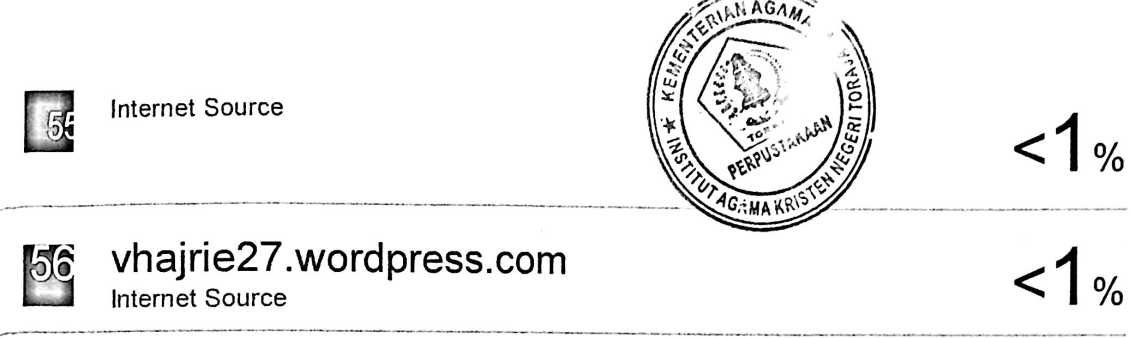 KEMENTERIAN AGAMA
★ INSTITUT AGAMA KRISTEN NEGERI TORAJA
PERPUSTAKAAN
55
Internet Source
<1%
56
vhajrie27.wordpress.com
Internet Source
<1%